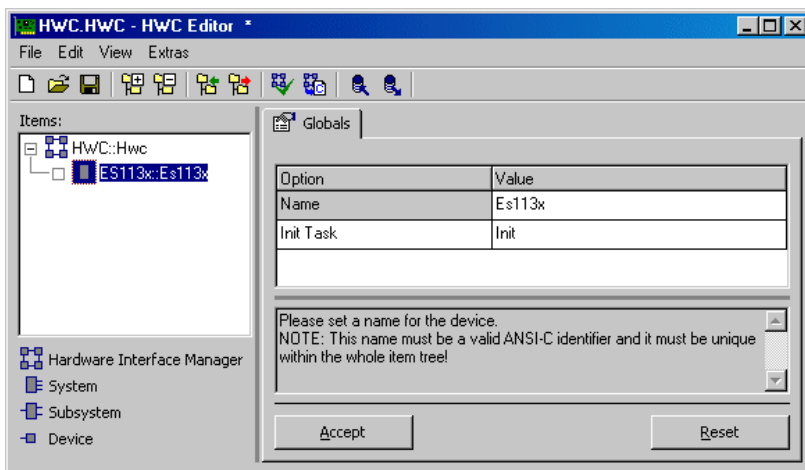 HWC.HWC - HWC Editor *
File Edit View Extras
Items:
HWC::Hwc
ES113x::Es113x
Globals
Option Value
Name Es113x
Init Task Init
Please set a name for the device.
NOTE: This name must be a valid ANSI-C identifier and it must be unique
within the whole item tree!
Hardware Interface Manager
System
Subsystem
Device
Accept Reset